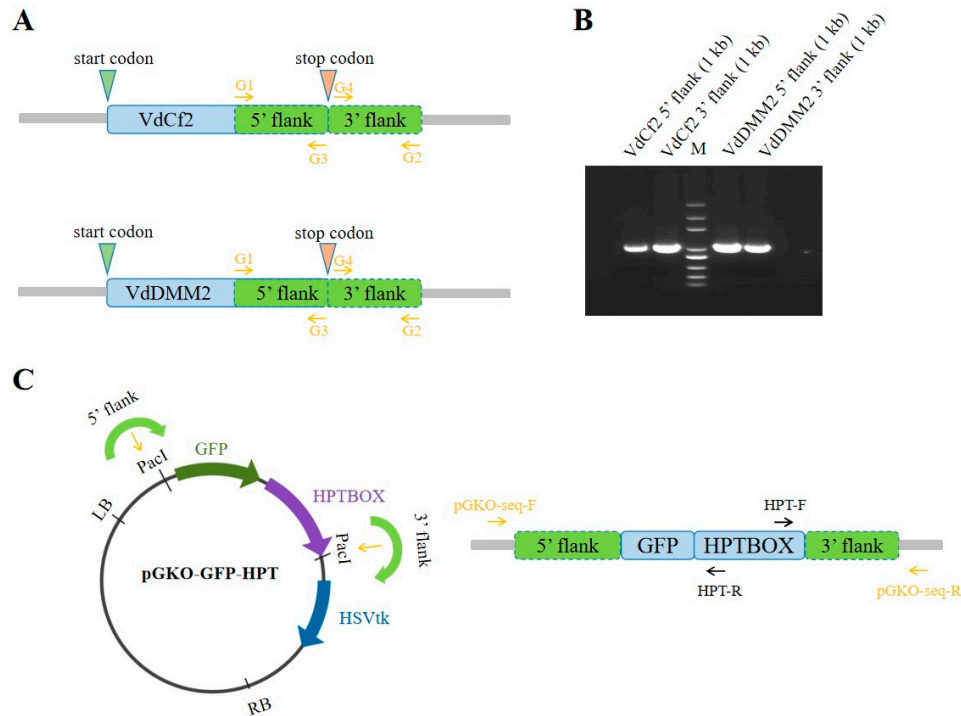 A
start codon
stop codon
G1
G4
VdCf2
5’ flank
3’ flank
G3
G2
start codon
stop codon
G1
G4
VdDMM2
5’ flank
3’ flank
G3
G2
B
VdCf2 5’ flank (1 kb)
VdCf2 3’ flank (1 kb)
M
VdDMM2 5’ flank (1 kb)
VdDMM2 3’ flank (1 kb)
C
5’ flank
PacI
GFP
LB
HPTBOX
PacI
3’ flank
pGKO-GFP-HPT
HSVtk
RB
pGKO-seq-F
HPT-F
5’ flank
GFP
HPTBOX
3’ flank
HPT-R
pGKO-seq-R